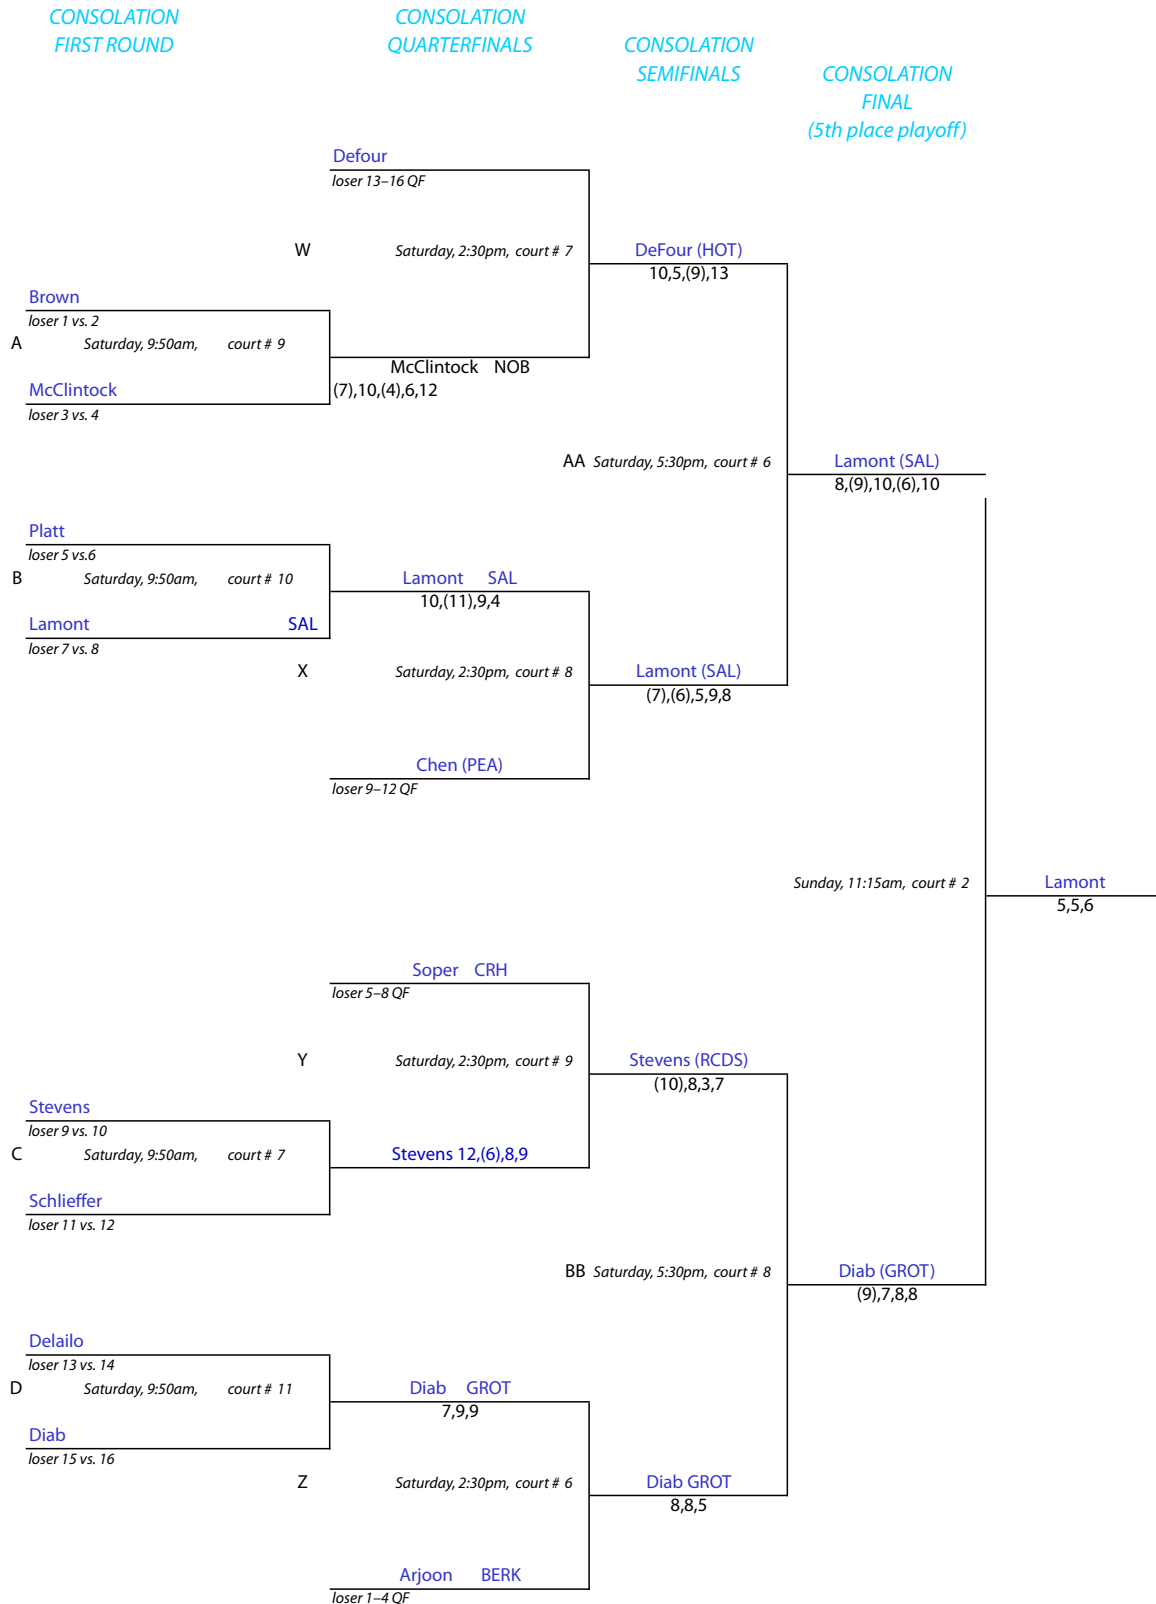 CONSOLATION
FIRST ROUND
CONSOLATION
QUARTERFINALS
CONSOLATION
SEMIFINALS
CONSOLATION
FINAL
(5th place playoff)
Defour
loser 13–16 QF
W Saturday, 2:30pm, court # 7
DeFour (HOT)
10,5,(9),13
Brown
loser 1 vs. 2
A Saturday, 9:50am, court # 9
McClintock NOB
(7),10,(4),6,12
McClintock
loser 3 vs. 4
AA Saturday, 5:30pm, court # 6
Lamont (SAL)
8,(9),10,(6),10
Platt
loser 5 vs.6
B Saturday, 9:50am, court # 10
Lamont SAL
10,(11),9,4
Lamont SAL
loser 7 vs. 8
X Saturday, 2:30pm, court # 8
Lamont (SAL)
(7),(6),5,9,8
Chen (PEA)
loser 9–12 QF
Sunday, 11:15am, court # 2
Lamont
5,5,6
Soper CRH
loser 5–8 QF
Y Saturday, 2:30pm, court # 9
Stevens (RCDS)
(10),8,3,7
Stevens
loser 9 vs. 10
C Saturday, 9:50am, court # 7
Stevens 12,(6),8,9
Schlieffer
loser 11 vs. 12
BB Saturday, 5:30pm, court # 8
Diab (GROT)
(9),7,8,8
Delailo
loser 13 vs. 14
D Saturday, 9:50am, court # 11
Diab GROT
7,9,9
Diab
loser 15 vs. 16
Z Saturday, 2:30pm, court # 6
Diab GROT
8,8,5
Arjoon BERK
loser 1–4 QF